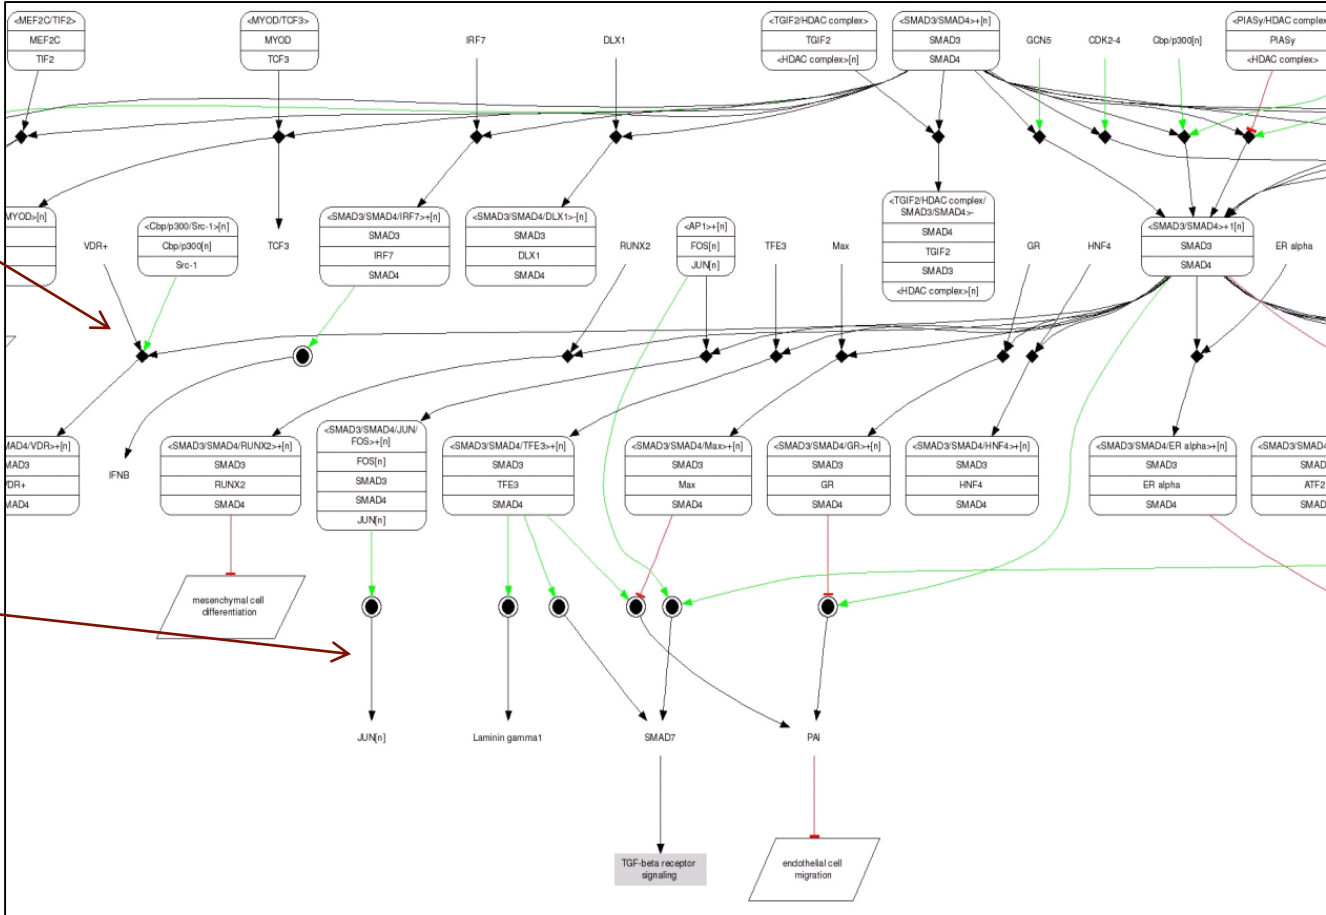 <MEF2C/TIF2>
MEF2C
TIF2
<MYOD/TCF3>
MYOD
TCF3
IRF7
DLX1
<TGIF2/HDAC complex>
TGIF2
<HDAC complex>[n]
<SMAD3/SMAD4>+[n]
SMAD3
SMAD4
GCN5
CDK2-4
Cbp/p300[n]
<PIASy/HDAC complex
PIASy
<HDAC complex>
MYOD>[n]
VDR+
<Cbp/p300/Src-1>[n]
Cbp/p300[n]
Src-1
TCF3
<SMAD3/SMAD4/IRF7>+[n]
SMAD3
IRF7
SMAD4
<SMAD3/SMAD4/DLX1>-[n]
SMAD3
DLX1
SMAD4
RUNX2
<AP1>+[n]
FOS[n]
JUN[n]
TFE3
Max
<TGIF2/HDAC complex/
SMAD3/SMAD4>-
SMAD4
TGIF2
SMAD3
<HDAC complex>[n]
GR
HNF4
<SMAD3/SMAD4>+1[n]
SMAD3
SMAD4
ER alpha
MAD4/VDR>+[n]
MAD3
VDR+
MAD4
IFNB
<SMAD3/SMAD4/RUNX2>+[n]
SMAD3
RUNX2
SMAD4
<SMAD3/SMAD4/JUN/
FOS>+[n]
FOS[n]
SMAD3
SMAD4
JUN[n]
<SMAD3/SMAD4/TFE3>+[n]
SMAD3
TFE3
SMAD4
<SMAD3/SMAD4/Max>+[n]
SMAD3
Max
SMAD4
<SMAD3/SMAD4/GR>+[n]
SMAD3
GR
SMAD4
<SMAD3/SMAD4/HNF4>+[n]
SMAD3
HNF4
SMAD4
<SMAD3/SMAD4/ER alpha>+[n]
SMAD3
ER alpha
SMAD4
<SMAD3/SMAD4
SMAD
ATF2
SMAD
mesenchymal cell
differentiation
JUN[n]
Laminin gamma1
SMAD7
PAI
TGF-beta receptor
signaling
endothelial cell
migration